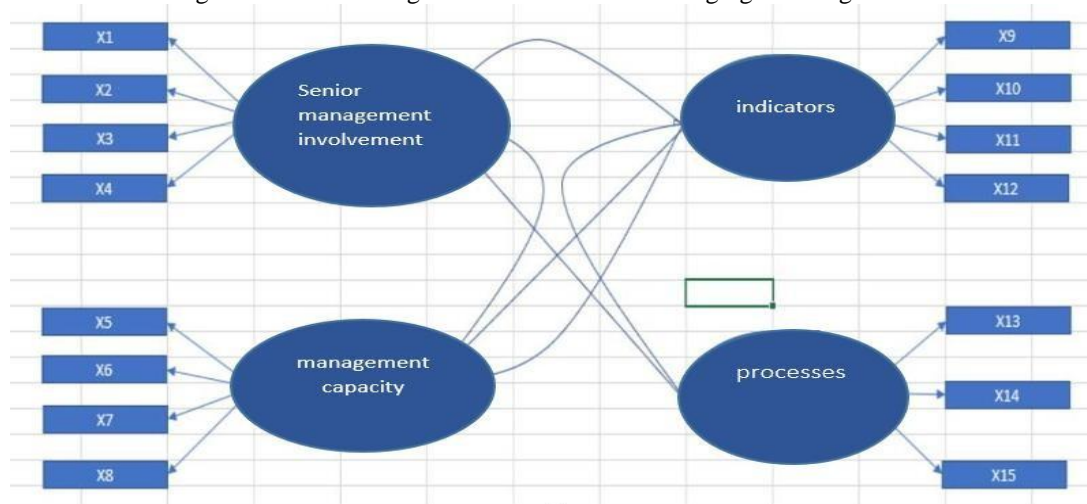 X1
X2
X3
X4
Senior
management
involvement
indicators
X9
X10
X11
X12
X5
X6
X7
X8
management
capacity
processes
X13
X14
X15